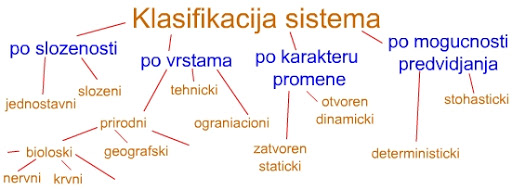 Klasifikacija sistema
po slozenosti
po vrstama
po karakteru
promene
po mogucnosti
predvidjanja
jednostavni
slozeni
tehnicki
prirodni
ograniacioni
otvoren
dinamicki
stohasticki
bioloski
geografski
zatvoren
staticki
deterministicki
nervni
krvni